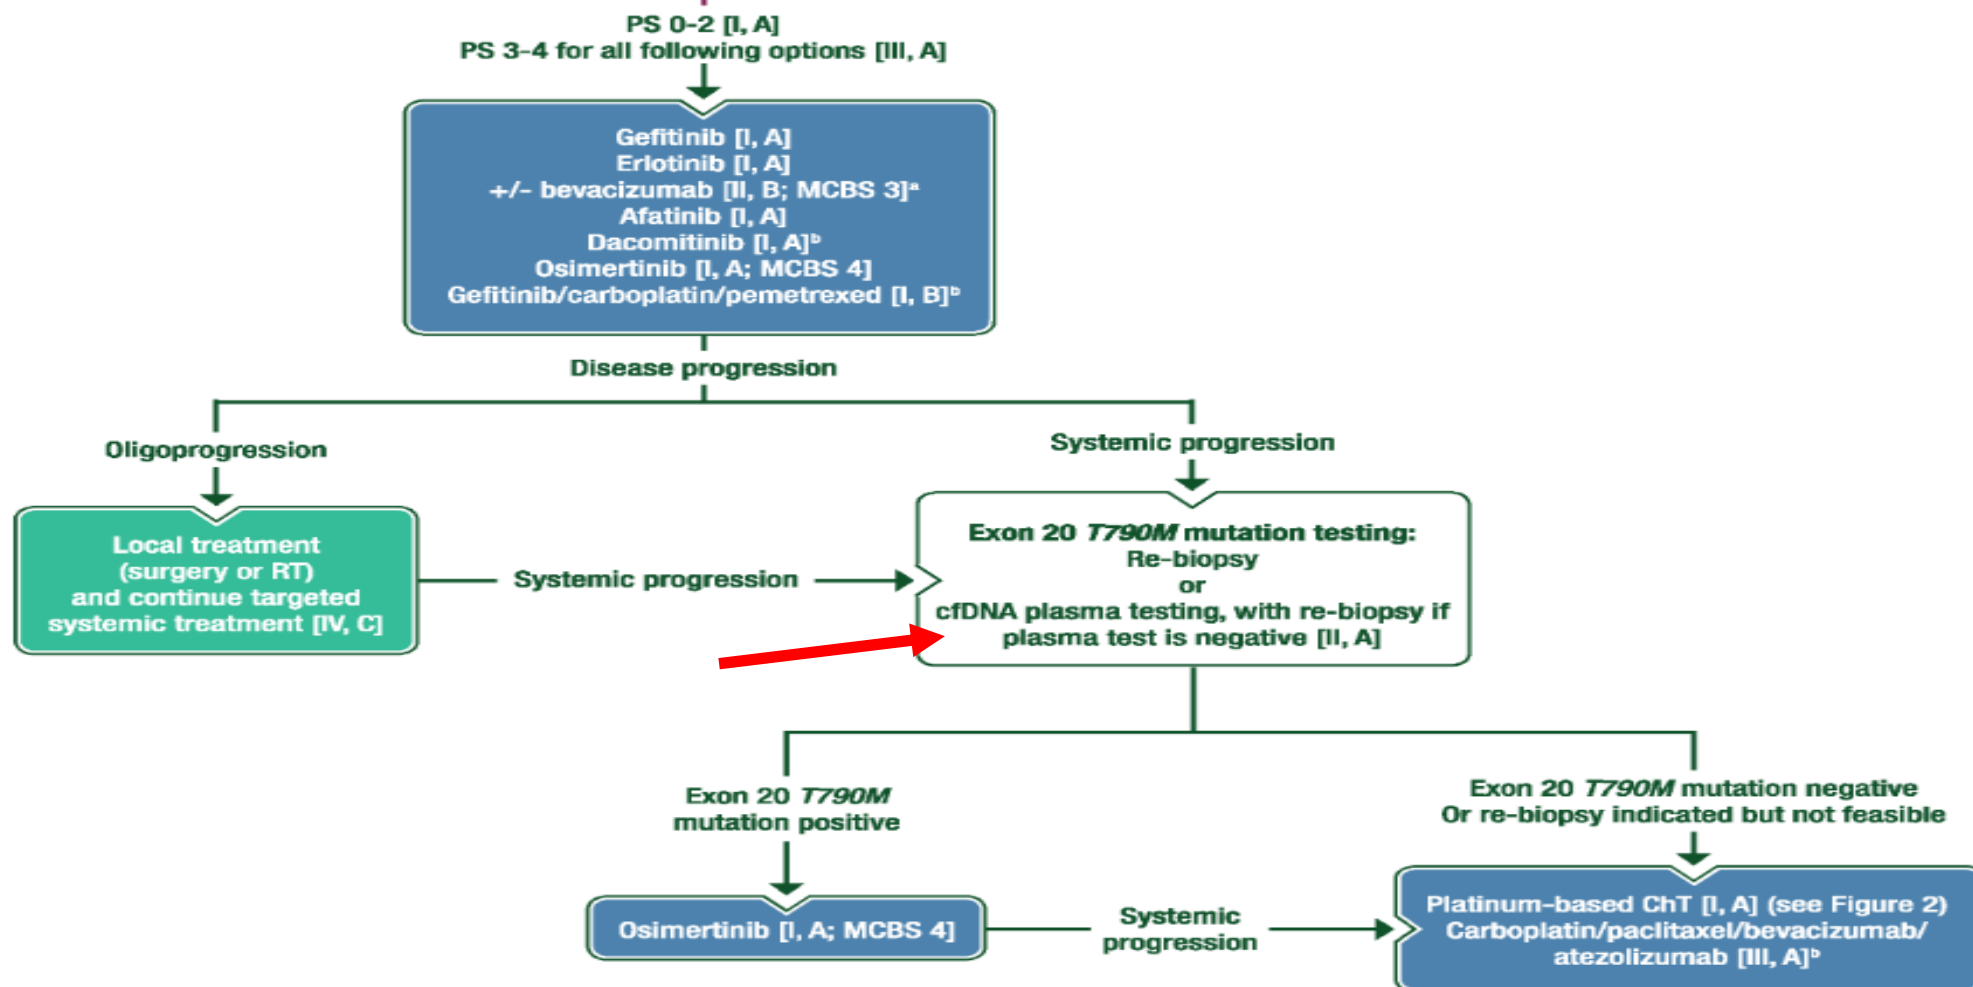 PS 0-2 [I, A]
PS 3-4 for all following options [III, A]
Gefitinib [I, A]
Erlotinib [I, A]
+/- bevacizumab [II, B; MCBS 3]ᵃ
Afatinib [I, A]
Dacomitinib [I, A]ᵇ
Osimertinib [I, A; MCBS 4]
Gefitinib/carboplatin/pemetrexed [I, B]ᵇ
Disease progression
Oligoprogression
Systemic progression
Local treatment
(surgery or RT)
and continue targeted
systemic treatment [IV, C]
Systemic progression
Exon 20 T790M mutation testing:
Re-biopsy
or
cfDNA plasma testing, with re-biopsy if
plasma test is negative [II, A]
Exon 20 T790M
mutation positive
Exon 20 T790M mutation negative
Or re-biopsy indicated but not feasible
Osimertinib [I, A; MCBS 4]
Systemic
progression
Platinum-based ChT [I, A] (see Figure 2)
Carboplatin/paclitaxel/bevacizumab/
atezolizumab [III, A]ᵇ